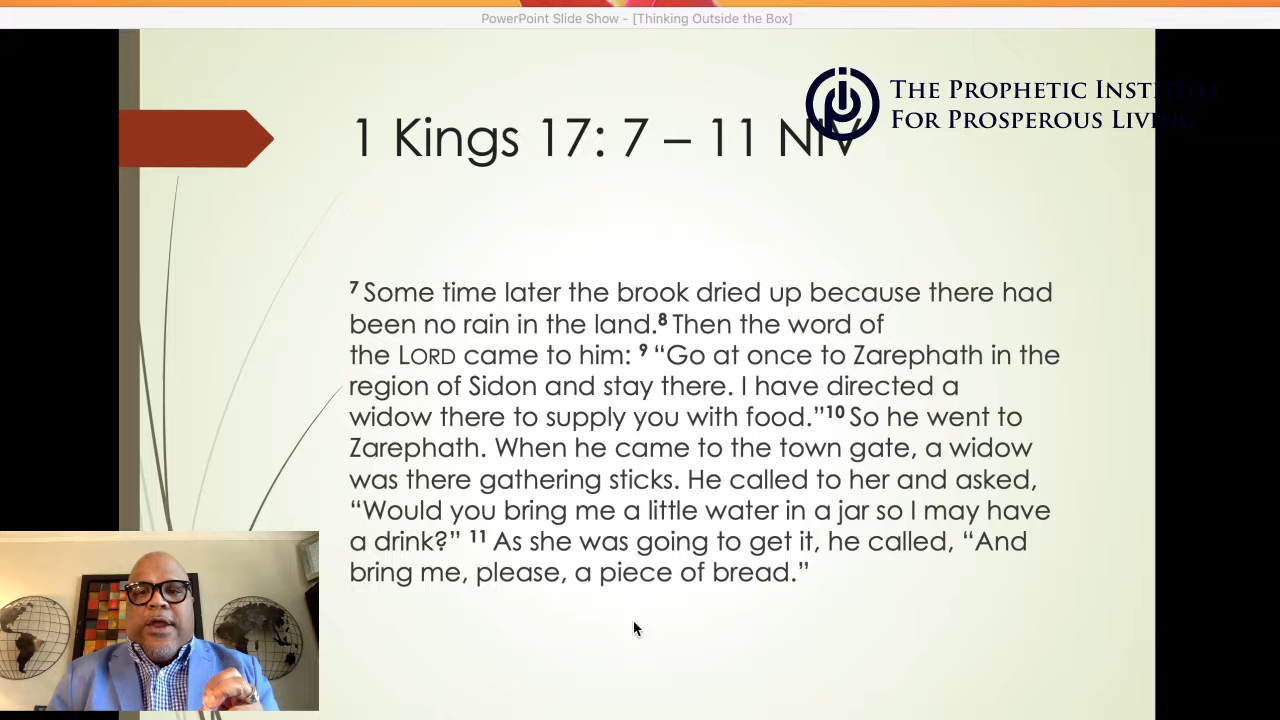 PowerPoint Slide Show - [Thinking Outside the Box]
THE PROPHETIC INSTITUTE
FOR PROSPEROUS LIVING
1 Kings 17: 7 – 11 NIV
7 Some time later the brook dried up because there had
been no rain in the land.8 Then the word of
the LORD came to him: 9 “Go at once to Zarephath in the
region of Sidon and stay there. I have directed a
widow there to supply you with food.”10 So he went to
Zarephath. When he came to the town gate, a widow
was there gathering sticks. He called to her and asked,
“Would you bring me a little water in a jar so I may have
a drink?” 11 As she was going to get it, he called, “And
bring me, please, a piece of bread.”